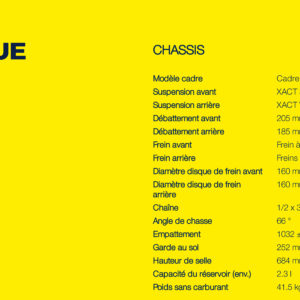 UE
CHASSIS
Modèle cadre Cadre
Suspension avant XACT
Suspension arrière XACT
Débattement avant 205 m
Débattement arrière 185 m
Frein avant Frein à
Frein arrière Freins
Diamètre disque de frein avant 160 m
Diamètre disque de frein 160 m
arrière
Chaîne 1/2 x 3
Angle de chasse 66 °
Empattement 1032 ±
Garde au sol 252 m
Hauteur de selle 684 m
Capacité du réservoir (env.) 2.3 l
Poids sans carburant 41.5 k